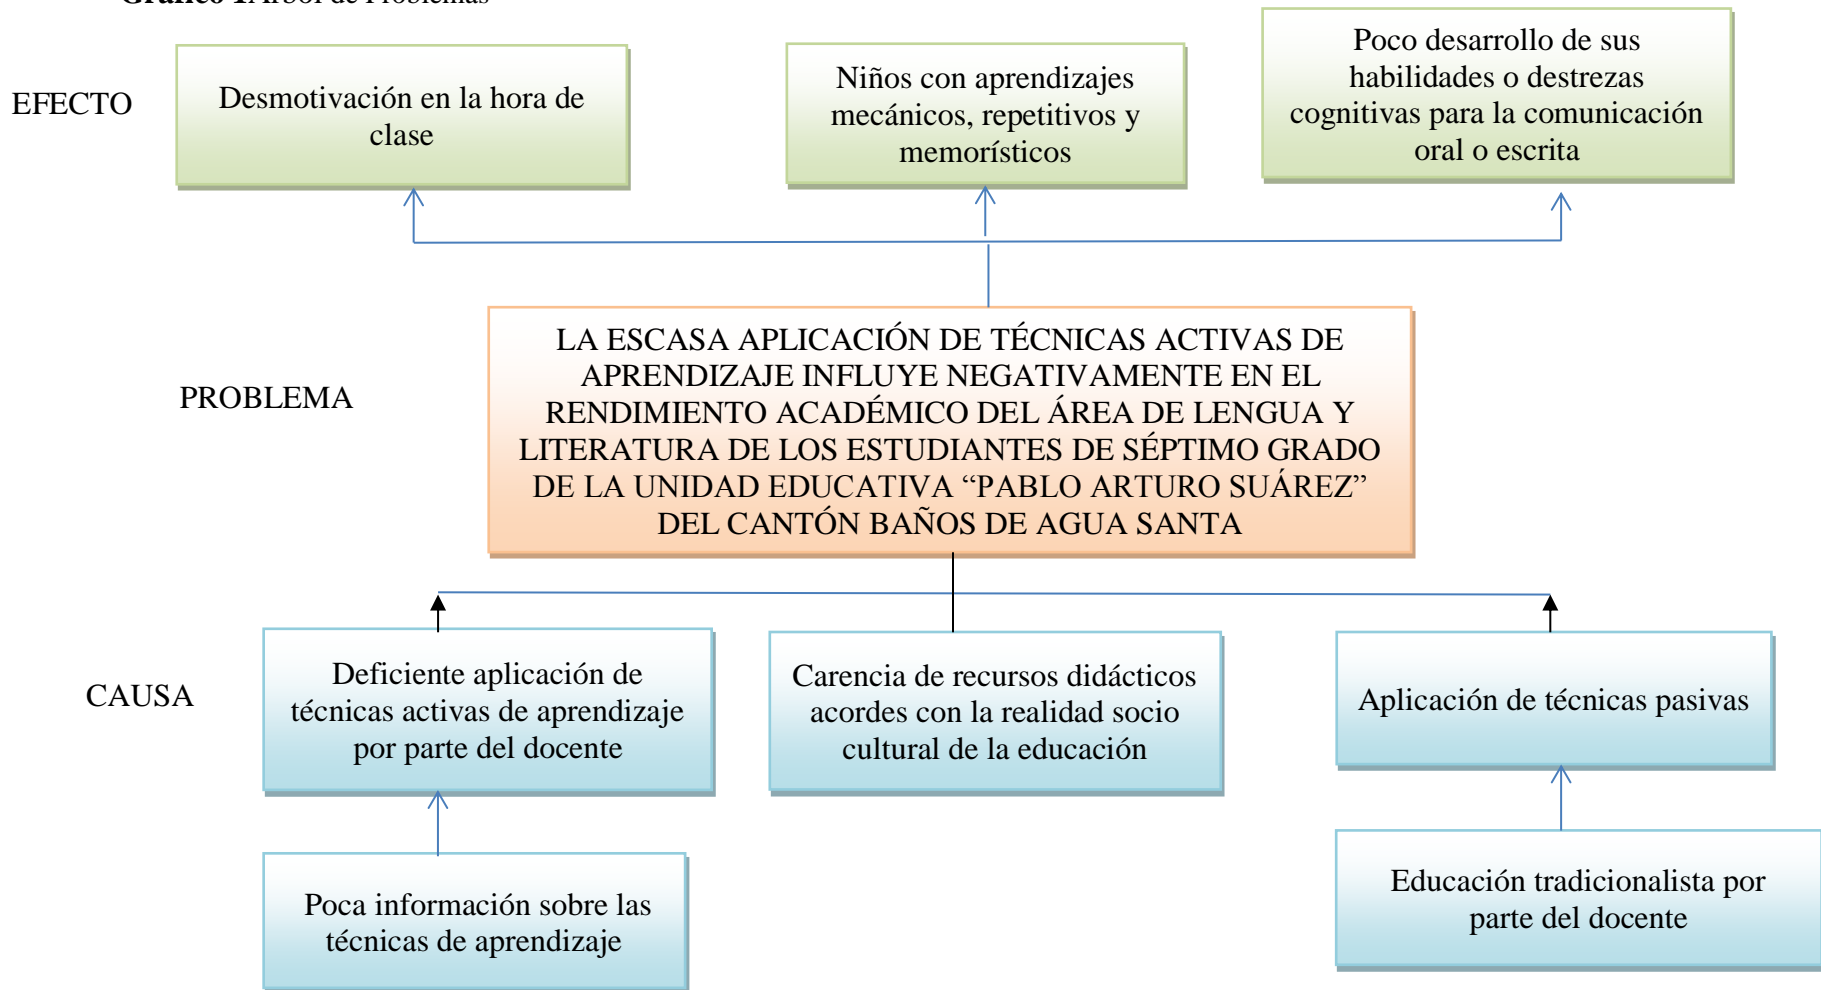 Gráfico 1Árbol de Problemas
EFECTO
Desmotivación en la hora de
clase
Niños con aprendizajes
mecánicos, repetitivos y
memorísticos
Poco desarrollo de sus
habilidades o destrezas
cognitivas para la comunicación
oral o escrita
PROBLEMA
LA ESCASA APLICACIÓN DE TÉCNICAS ACTIVAS DE
APRENDIZAJE INFLUYE NEGATIVAMENTE EN EL
RENDIMIENTO ACADÉMICO DEL ÁREA DE LENGUA Y
LITERATURA DE LOS ESTUDIANTES DE SÉPTIMO GRADO
DE LA UNIDAD EDUCATIVA “PABLO ARTURO SUÁREZ”
DEL CANTÓN BAÑOS DE AGUA SANTA
CAUSA
Deficiente aplicación de
técnicas activas de aprendizaje
por parte del docente
Carencia de recursos didácticos
acordes con la realidad socio
cultural de la educación
Aplicación de técnicas pasivas
Poca información sobre las
técnicas de aprendizaje
Educación tradicionalista por
parte del docente